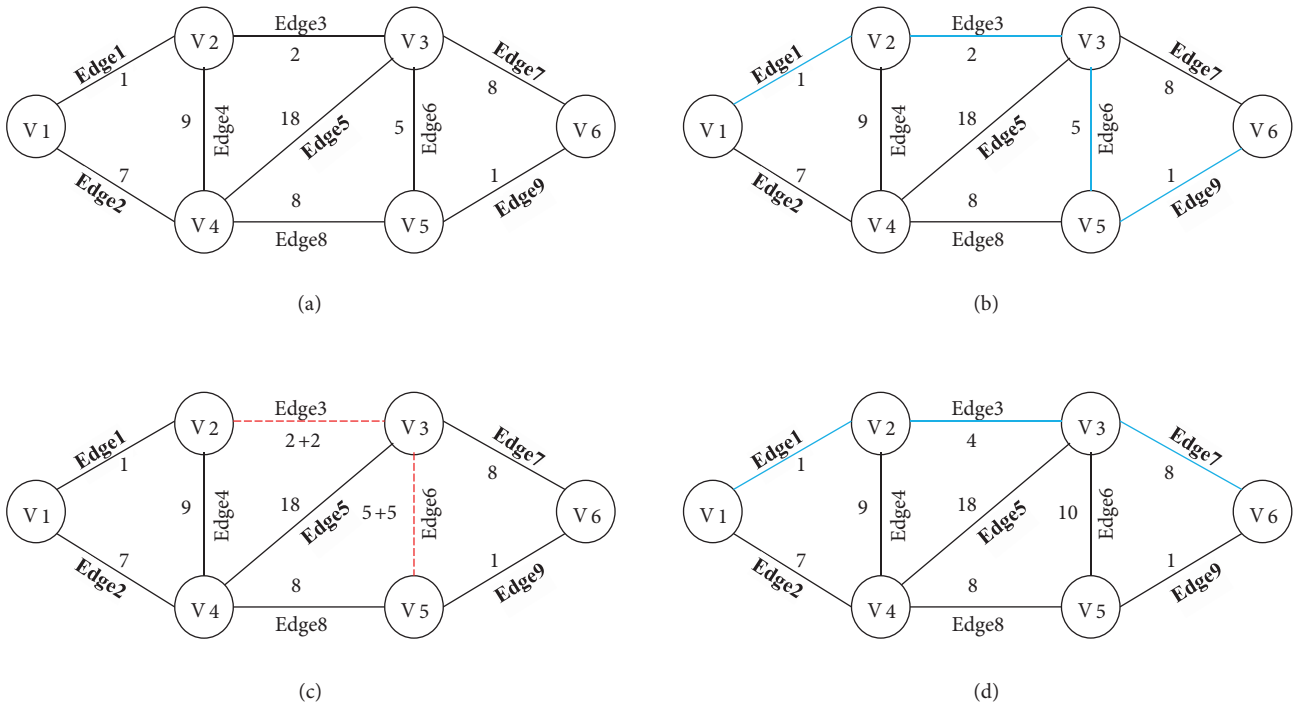 Edge3
V 2
2
V 3
Edge1
1
Edge7
8
V 1
9
Edge4
18
Edge5
5
Edge6
V 6
7
Edge2
V 4
8
Edge8
V 5
1
Edge9
(a)
Edge3
V 2
2
V 3
Edge1
1
Edge7
8
V 1
9
Edge4
18
Edge5
5
Edge6
V 6
7
Edge2
V 4
8
Edge8
V 5
1
Edge9
(b)
Edge3
V 2
2+2
V 3
Edge1
1
Edge7
8
V 1
9
Edge4
18
Edge5
5+5
Edge6
V 6
7
Edge2
V 4
8
Edge8
V 5
1
Edge9
(c)
Edge3
V 2
4
V 3
Edge1
1
Edge7
8
V 1
9
Edge4
18
Edge5
10
Edge6
V 6
7
Edge2
V 4
8
Edge8
V 5
1
Edge9
(d)